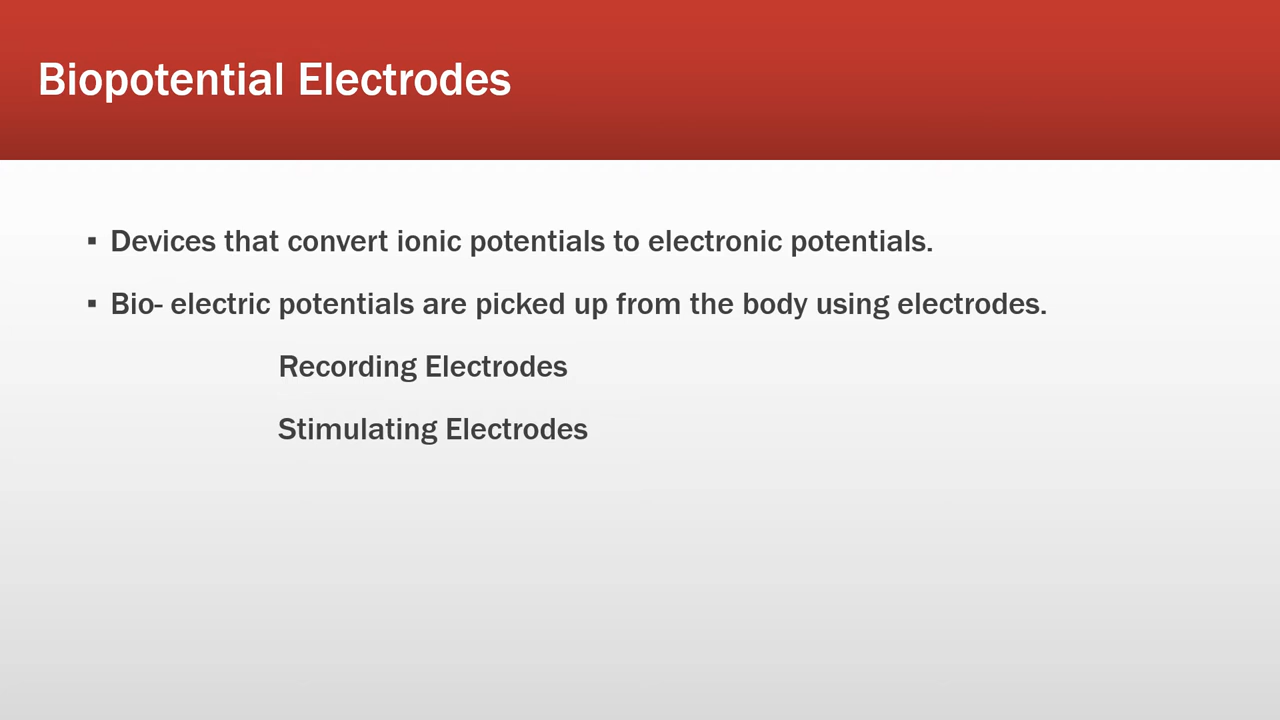 Biopotential Electrodes
▪ Devices that convert ionic potentials to electronic potentials.
▪ Bio- electric potentials are picked up from the body using electrodes.
Recording Electrodes
Stimulating Electrodes